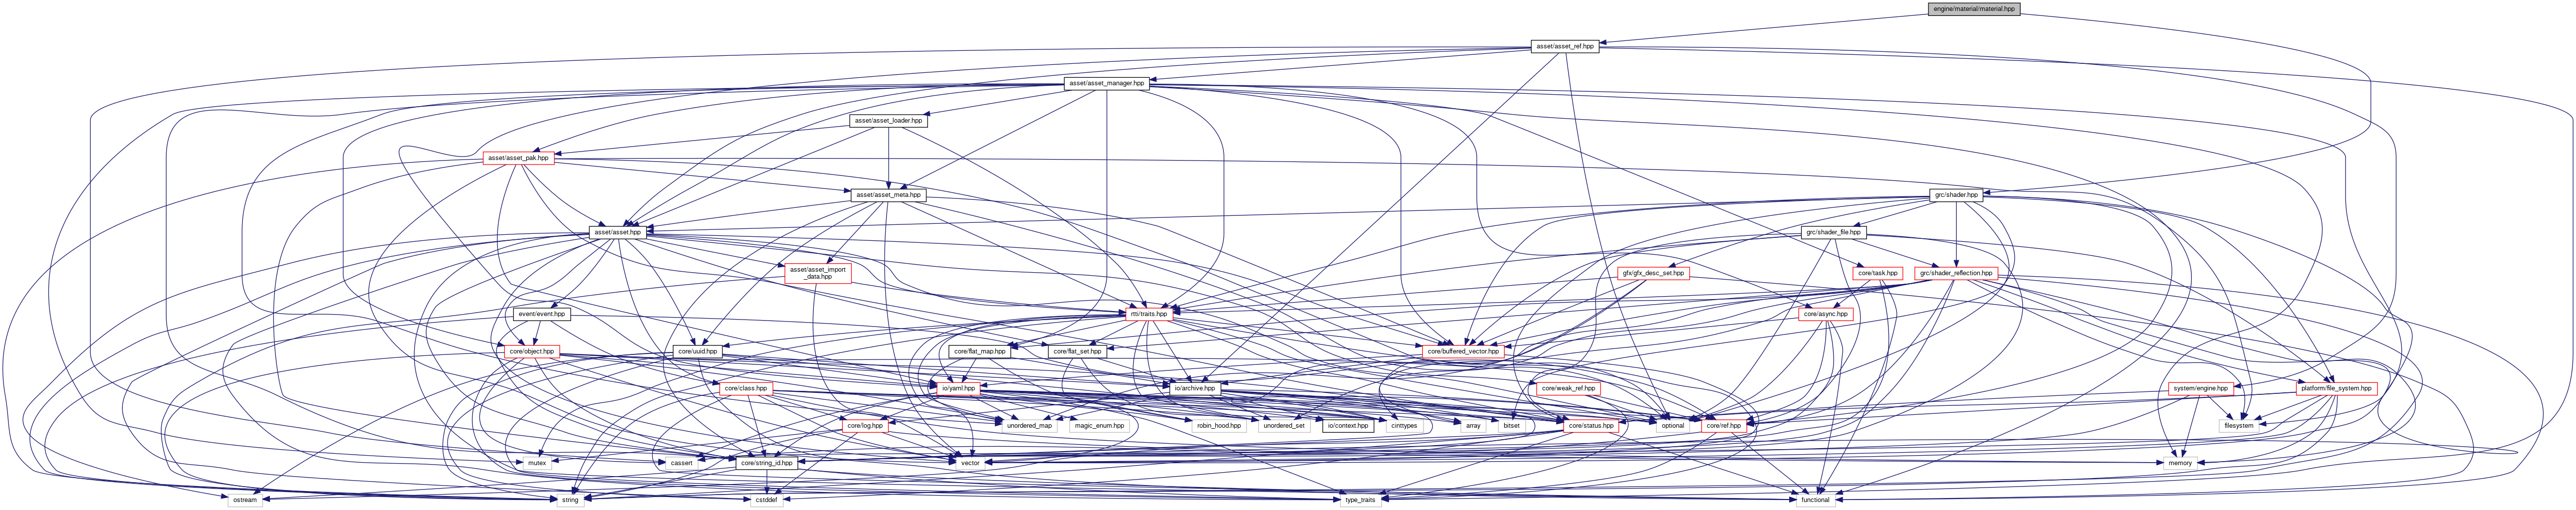 engine/material/material.hpp
asset/asset_ref.hpp
asset/asset_manager.hpp
asset/asset_loader.hpp
asset/asset_pak.hpp
asset/asset_meta.hpp
grc/shader.hpp
asset/asset.hpp
grc/shader_file.hpp
asset/asset_import
_data.hpp
gfx/gfx_desc_set.hpp
core/task.hpp
grc/shader_reflection.hpp
event/event.hpp
rtti/traits.hpp
core/async.hpp
core/object.hpp
core/uuid.hpp
core/flat_map.hpp
core/flat_set.hpp
core/buffered_vector.hpp
core/class.hpp
io/yaml.hpp
io/archive.hpp
core/weak_ref.hpp
system/engine.hpp
platform/file_system.hpp
core/log.hpp
unordered_map
magic_enum.hpp
robin_hood.hpp
unordered_set
io/context.hpp
cinttypes
array
bitset
core/status.hpp
optional
core/ref.hpp
filesystem
mutex
cassert
core/string_id.hpp
vector
memory
ostream
string
cstddef
type_traits
functional